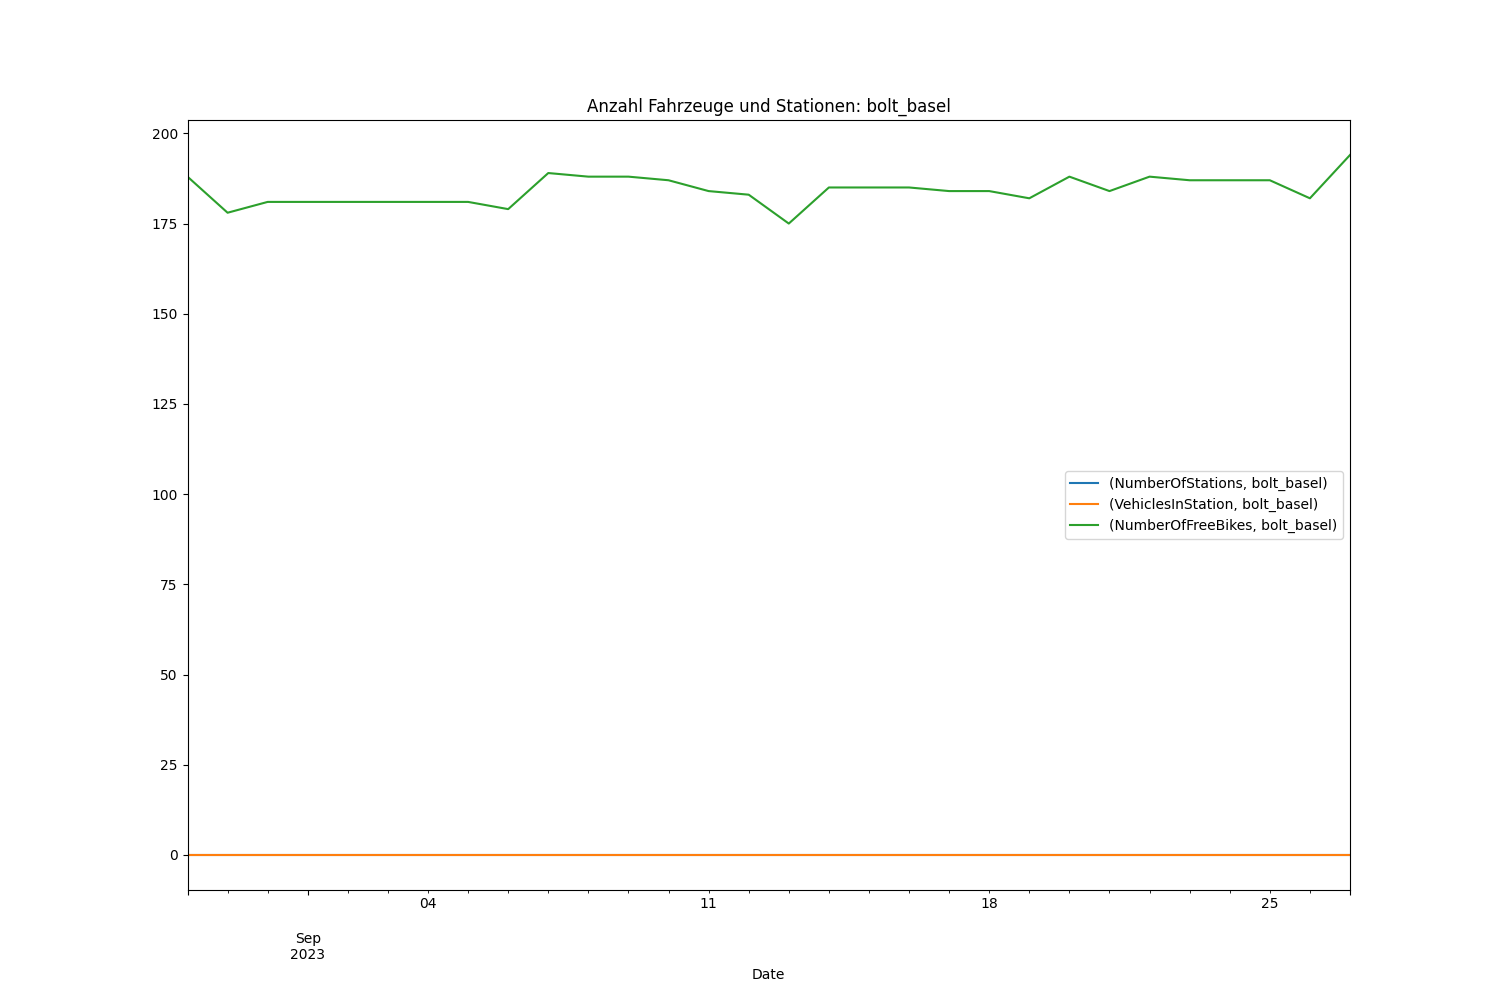 Anzahl Fahrzeuge und Stationen: bolt_basel
200
175
150
125
100
75
50
25
0
(NumberOfStations, bolt_basel)
(VehiclesInStation, bolt_basel)
(NumberOfFreeBikes, bolt_basel)
04
11
18
25
Sep
2023
Date